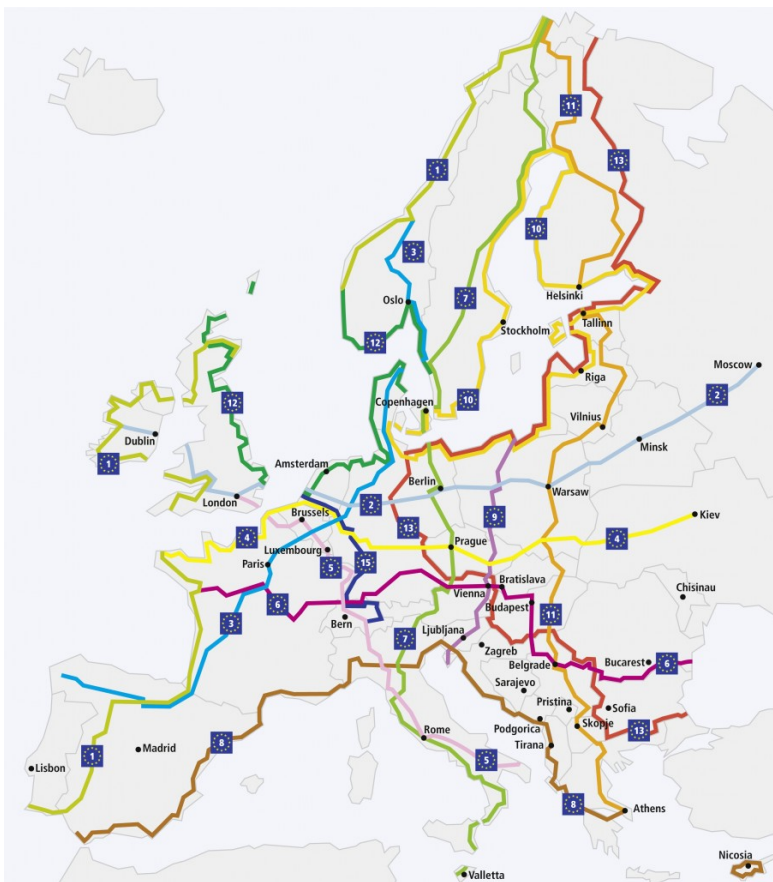 11
13
1
10
3
7
Oslo
Helsinki
Tallinn
Stockholm
12
Moscow
Riga
2
Copenhagen
10
12
Vilnius
Dublin
Minsk
1
Amsterdam
Berlin
Warsaw
London
2
Brussels
9
Kiev
13
4
4
Prague
Luxembourg
Paris
5
15
Bratislava
Chisinau
Vienna
6
Budapest
11
Bern
3
7
Ljubljana
Zagreb
Belgrade
Bucarest
6
Sarajevo
Pristina
Sofia
Rome
Podgorica
Skopje
13
8
Madrid
1
Tirana
5
Lisbon
8
Athens
Nicosia
Valletta